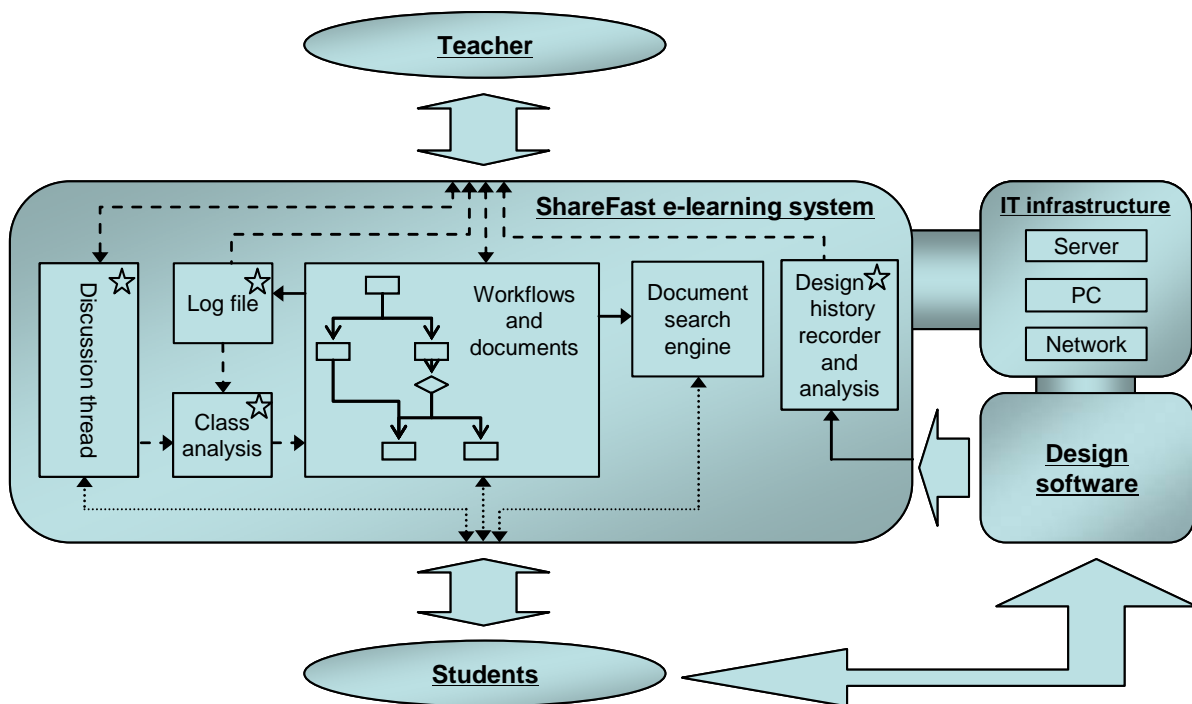 Teacher
ShareFast e-learning system
IT infrastructure
Server
PC
Network
Discussion thread
Log file
Class
analysis
Workflows
and
documents
Document
search
engine
Design
history
recorder
and
analysis
Design
software
Students